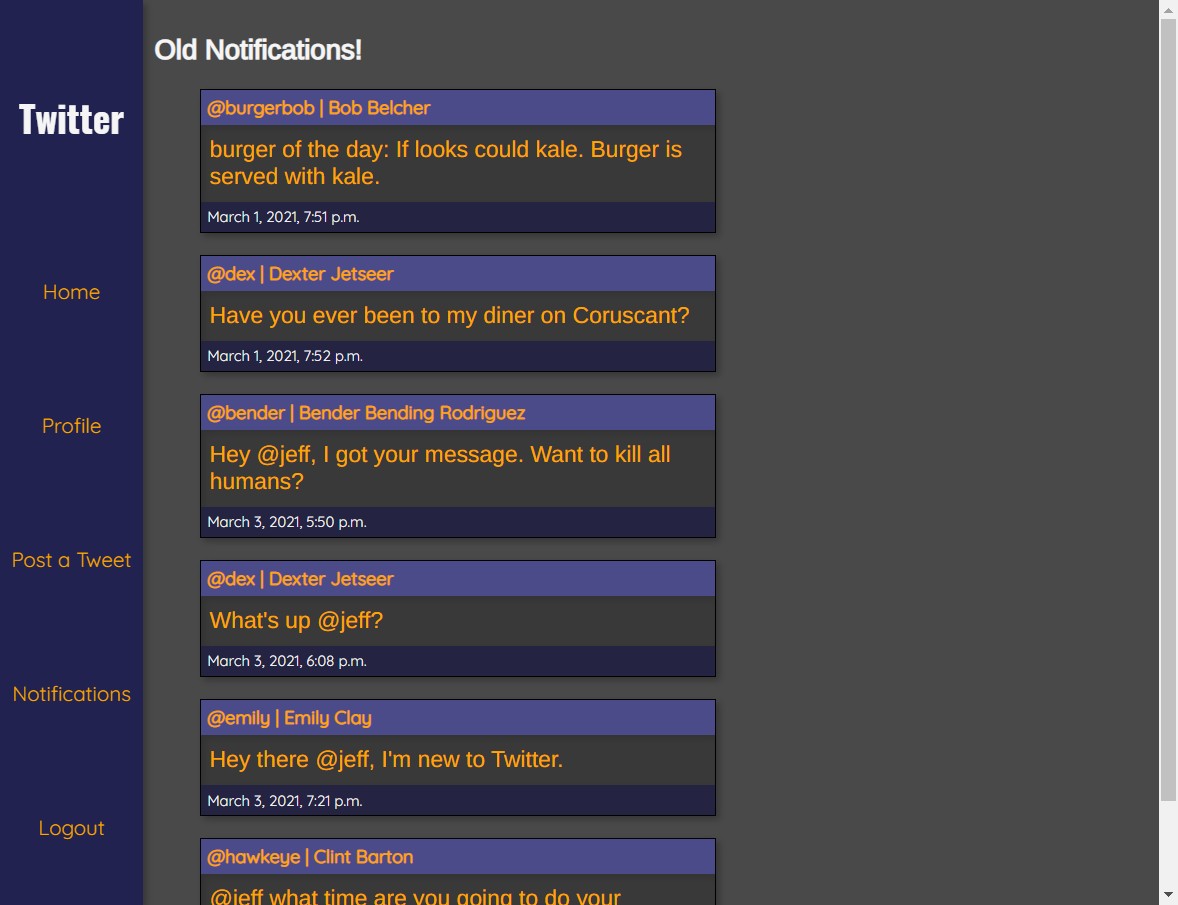 Twitter
Home
Profile
Post a Tweet
Notifications
Logout
Old Notifications!
@burgerbob | Bob Belcher
burger of the day: If looks could kale. Burger is
served with kale.
March 1, 2021, 7:51 p.m.
@dex | Dexter Jetseer
Have you ever been to my diner on Coruscant?
March 1, 2021, 7:52 p.m.
@bender | Bender Bending Rodriguez
Hey @jeff, I got your message. Want to kill all
humans?
March 3, 2021, 5:50 p.m.
@dex | Dexter Jetseer
What's up @jeff?
March 3, 2021, 6:08 p.m.
@emily | Emily Clay
Hey there @jeff, I'm new to Twitter.
March 3, 2021, 7:21 p.m.
@hawkeye | Clint Barton
@jeff what time are you going to do your